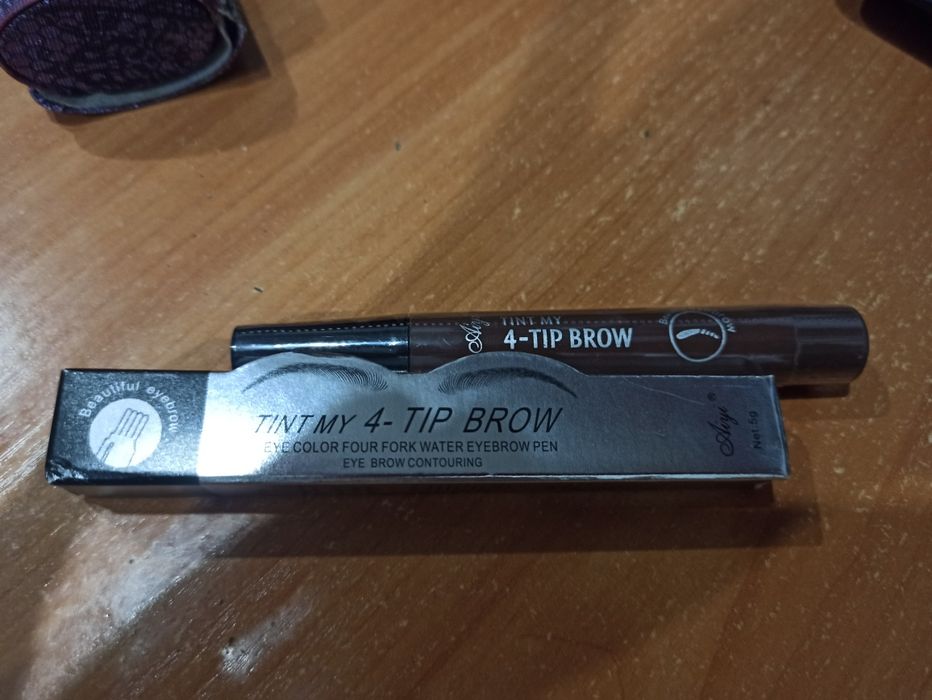 TINT MY
4-TIP BROW
Beautiful eyebrow
TINT MY 4- TIP BROW
EYE COLOR FOUR FORK WATER EYEBROW PEN
EYE BROW CONTOURING
®
Net:5g